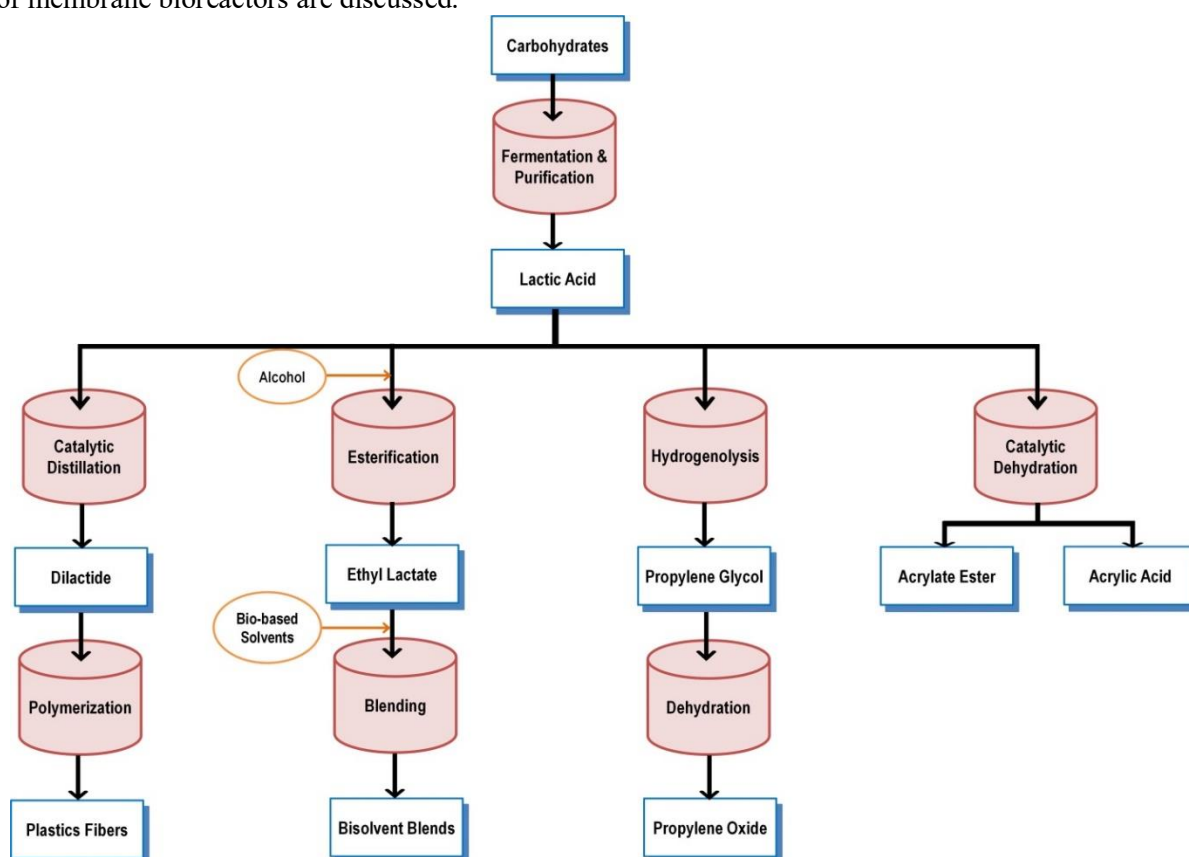 of membrane bioreactors are discussed.
Carbohydrates
Fermentation &
Purification
Lactic Acid
Alcohol
Catalytic
Distillation
Esterification
Hydrogenolysis
Catalytic
Dehydration
Dilactide
Ethyl Lactate
Propylene Glycol
Acrylate Ester
Acrylic Acid
Bio-based
Solvents
Polymerization
Blending
Dehydration
Plastics Fibers
Bisolvent Blends
Propylene Oxide